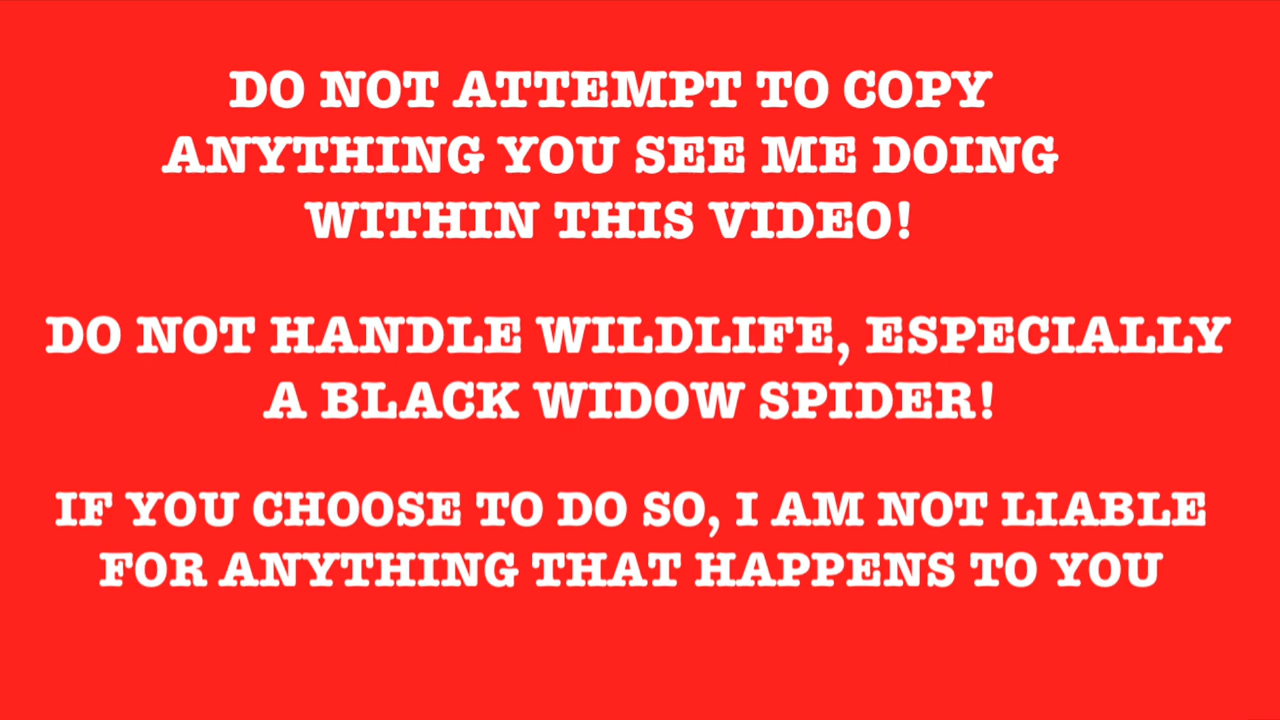 DO NOT ATTEMPT TO COPY
ANYTHING YOU SEE ME DOING
WITHIN THIS VIDEO!
DO NOT HANDLE WILDLIFE, ESPECIALLY
A BLACK WIDOW SPIDER!
IF YOU CHOOSE TO DO SO, I AM NOT LIABLE
FOR ANYTHING THAT HAPPENS TO YOU